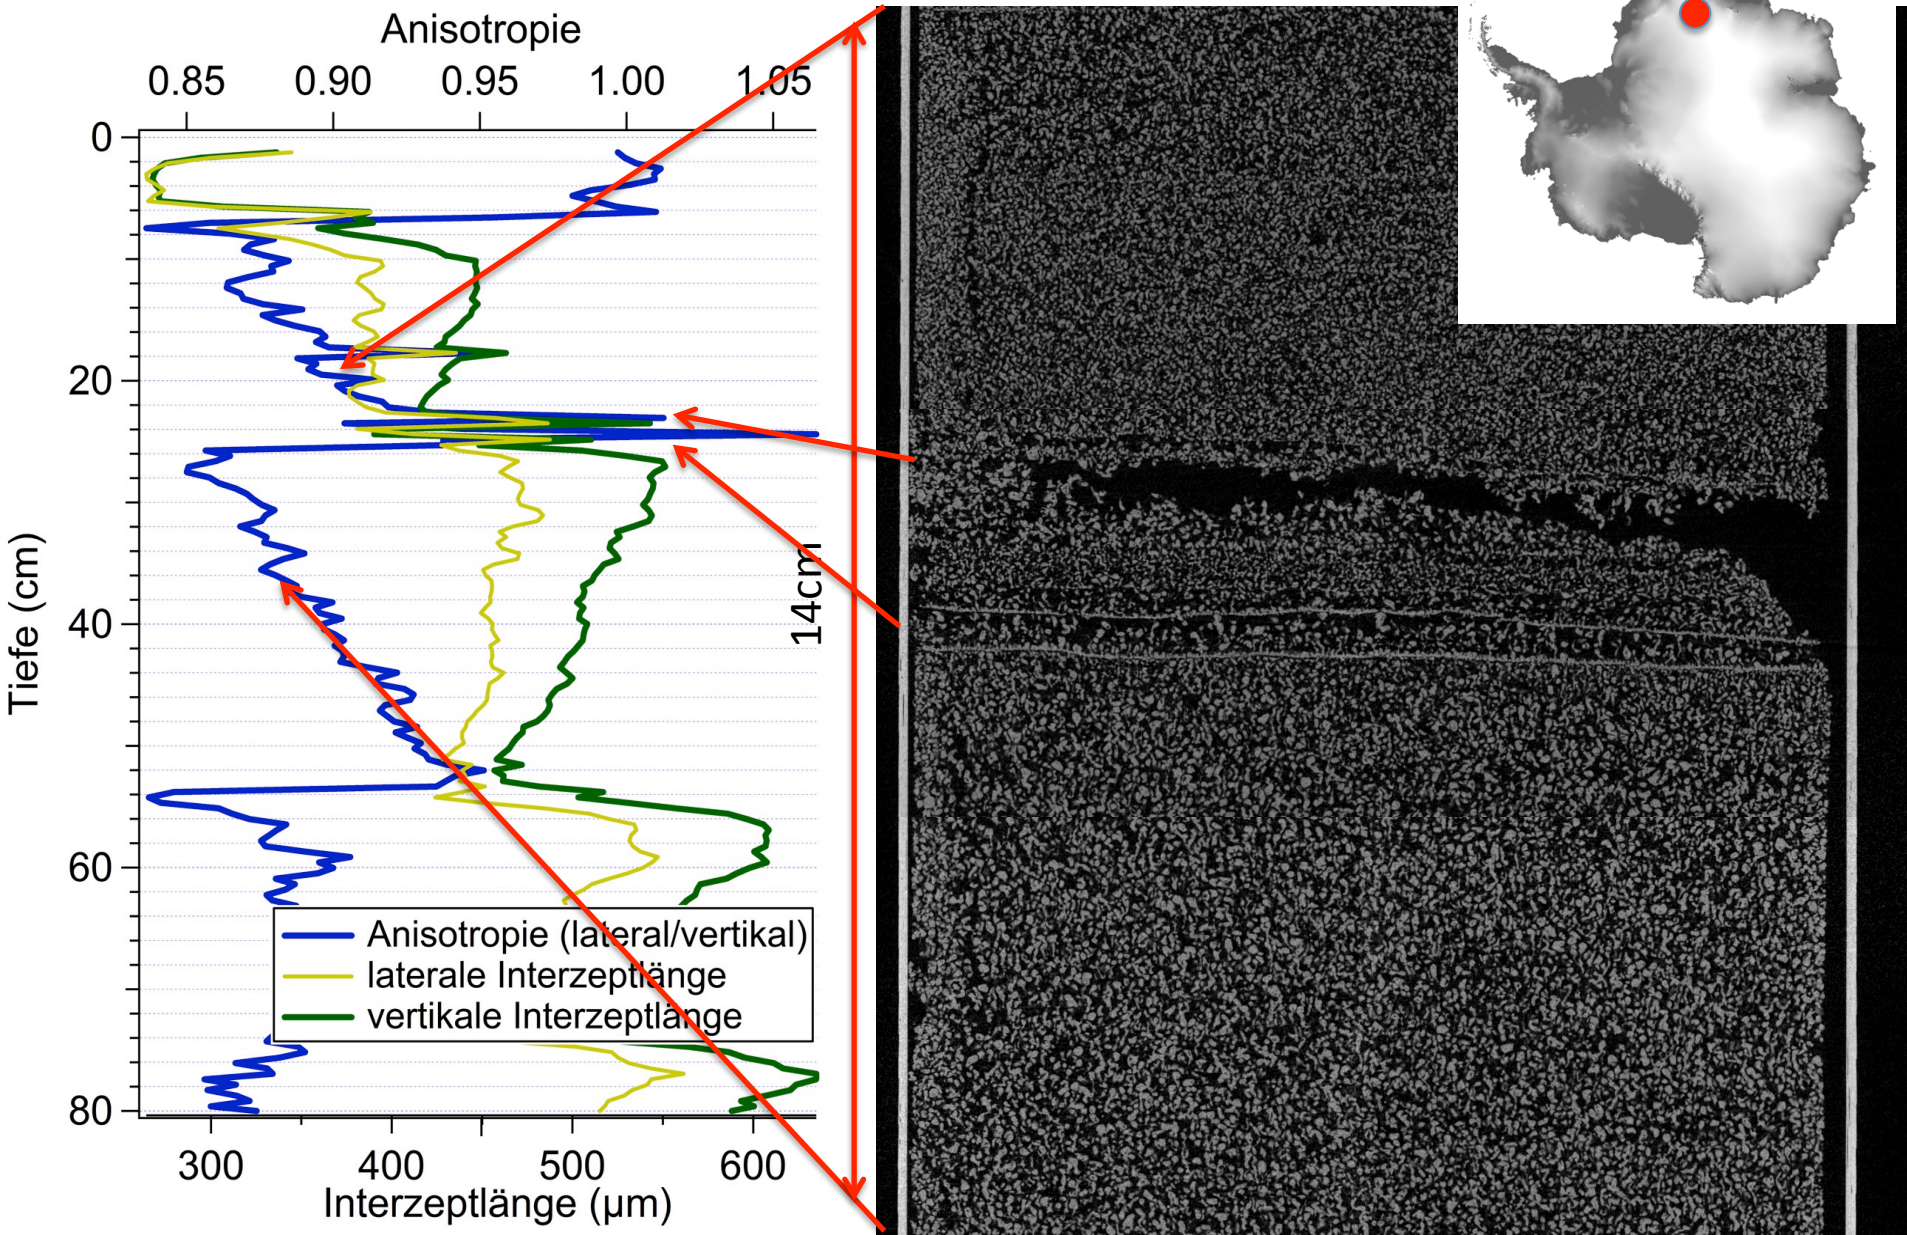 Anisotropie
0.85 0.90 0.95 1.00 1.05
0
20
40
60
80
Tiefe (cm)
14cm
Anisotropie (lateral/vertikal)
laterale Interzeptlänge
vertikale Interzeptlänge
300 400 500 600
Interzeptlänge (µm)